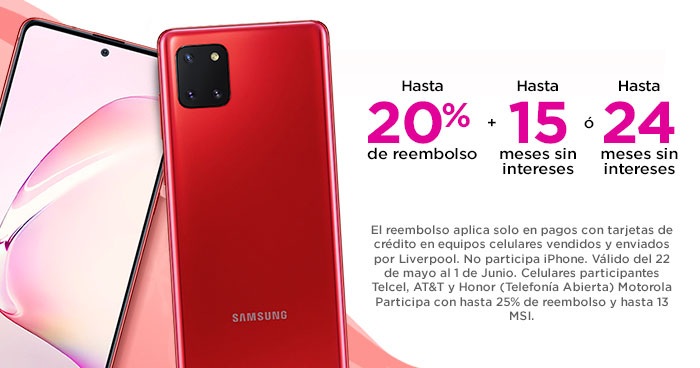 Hasta
20%
de reembolso
+
Hasta
15
meses sin
intereses
ó
Hasta
24
meses sin
intereses
El reembolso aplica solo en pagos con tarjetas de
crédito en equipos celulares vendidos y enviados
por Liverpool. No participa iPhone. Válido del 22
de mayo al 1 de Junio. Celulares participantes
Telcel, AT&T y Honor (Telefonía Abierta) Motorola
Participa con hasta 25% de reembolso y hasta 13
MSI.
SAMSUNG